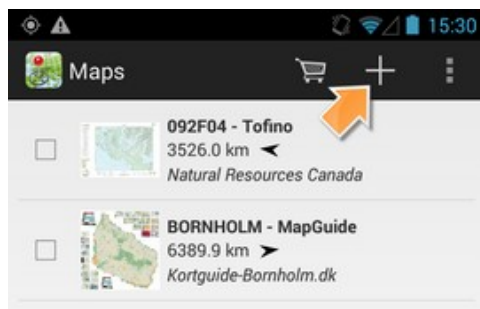 15:30
Maps
092F04 - Tofino
3526.0 km
Natural Resources Canada
BORNHOLM - MapGuide
6389.9 km
Kortguide-Bornholm.dk